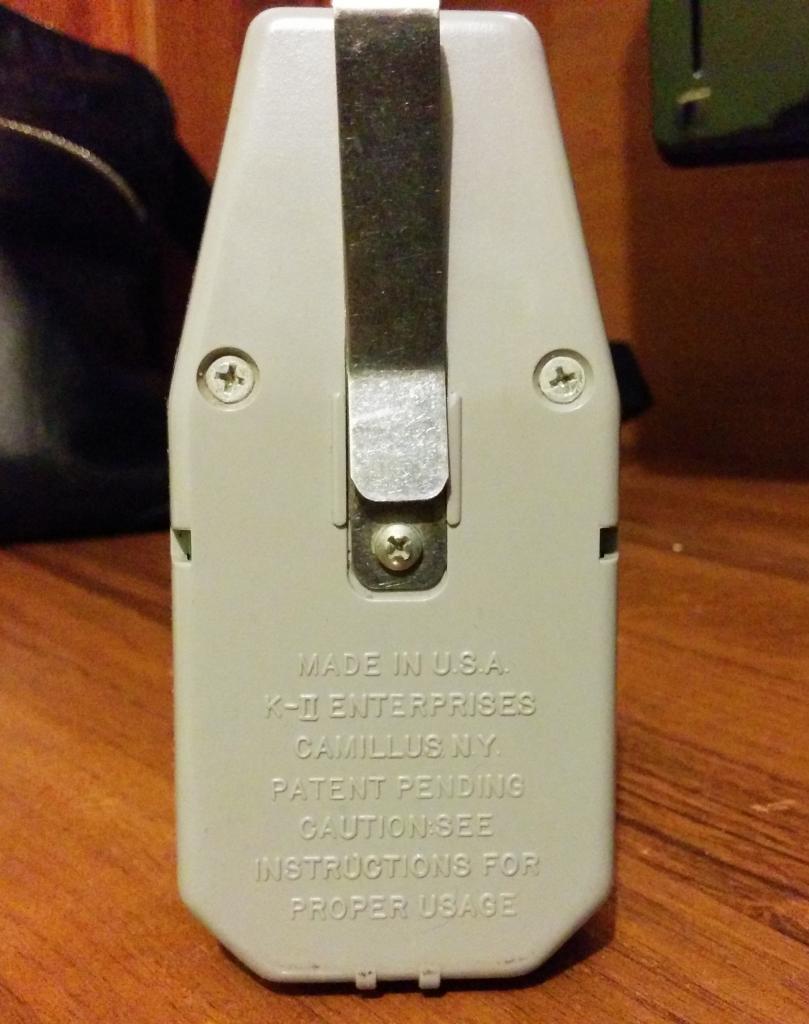 MADE IN U.S.A.
K-II ENTERPRISES
CAMILLUS N.Y.
PATENT PENDING
CAUTION:SEE
INSTRUCTIONS FOR
PROPER USAGE